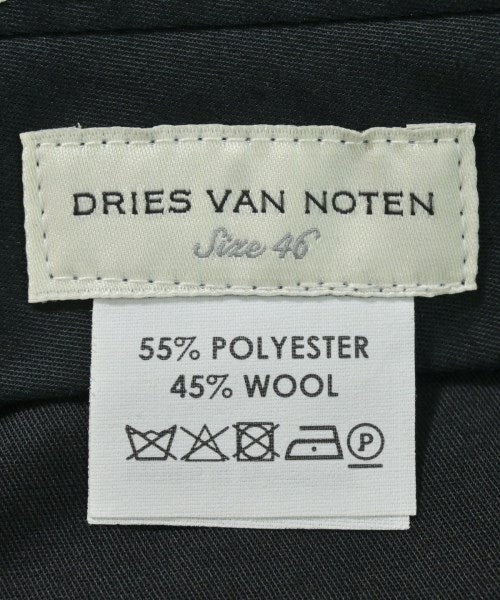 DRIES VAN NOTEN
Size 46
55% POLYESTER
45% WOOL
P